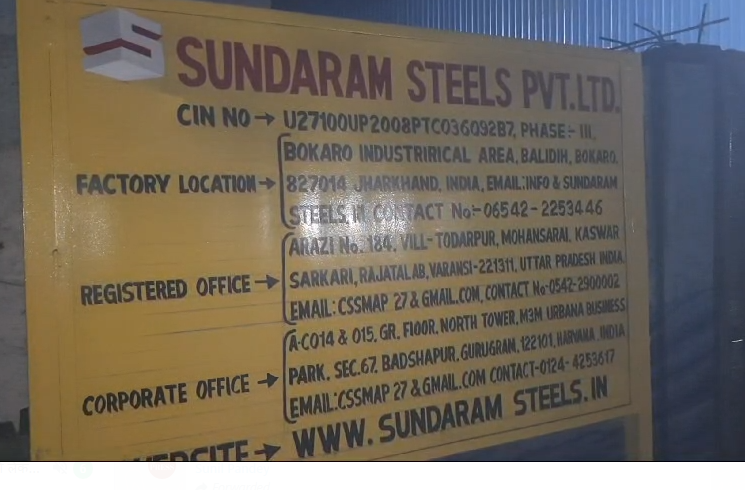 SUNDARAM STEELS PVT.LTD.
CIN NO → U27100UP2008PTC036092B7, PHASE:- III,
FACTORY LOCATION → BOKARO INDUSTRIRICAL AREA, BALIDIH, BOKARO,
827014 JHARKHAND, INDIA, EMAIL:INFO & SUNDARAM
STEELS.IN CONTACT No:-06542-2253446
REGISTERED OFFICE → ARAZI No. 184, VILL-TODARPUR, MOHANSARAI, KASWAR
SARKARI, RAJATALAB, VARANSI-221311, UTTAR PRADESH INDIA
EMAIL: CSSMAP 27 & GMAIL.COM, CONTACT No-0542-2900002
CORPORATE OFFICE → A-C014 & 015, GR. FlOOR, NORTH TOWER, M3M URBANA BUSINESS
PARK, SEC.67, BADSHAPUR, GURUGRAM, 122101, HARYANA, INDIA
EMAIL:CSSMAP 27 & GMAIL.COM CONTACT-0124-4253617
WEBSITE → WWW. SUNDARAM STEELS.IN